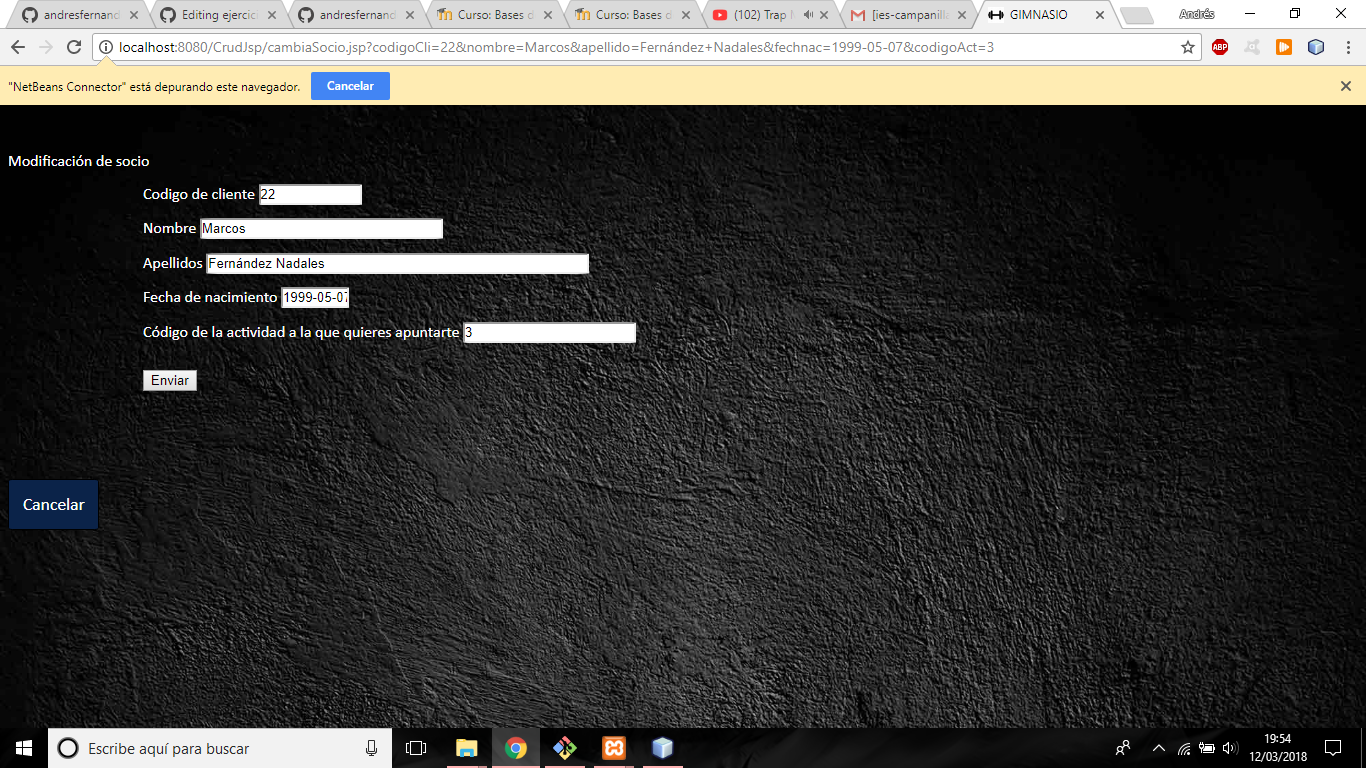 andresfernand
Editing ejercici
andresfernand
Curso: Bases d
Curso: Bases d
(102) Trap
[ies-campanilla
GIMNASIO
Andrés
localhost:8080/CrudJsp/cambiaSocio.jsp?codigoCli=22&nombre=Marcos&apellido=Fernández+Nadales&fechnac=1999-05-07&codigoAct=3
ABP
"NetBeans Connector" está depurando este navegador.
Cancelar
Modificación de socio
Codigo de cliente 22
Nombre Marcos
Apellidos Fernández Nadales
Fecha de nacimiento 1999-05-07
Código de la actividad a la que quieres apuntarte 3
Enviar
Cancelar
Escribe aquí para buscar
19:54
12/03/2018